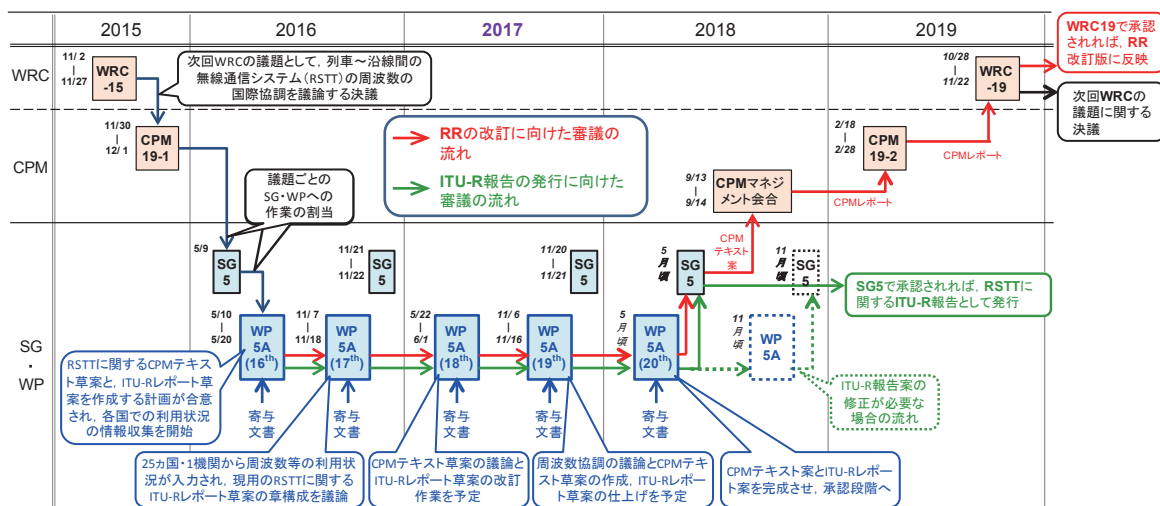 2015
2016
2017
2018
2019
WRC
CPM
SG
・
WP
11/ 2
|
11/27
WRC
-15
次回WRCの議題として，列車～沿線間の
無線通信システム（RSTT）の周波数の
国際協調を議論する決議
10/28
|
11/22
WRC
-19
WRC19で承認
されれば，RR
改訂版に反映
次回WRCの
議題に関する
決議
11/30
|
12/ 1
CPM
19-1
RRの改訂に向けた審議の
流れ
ITU-R報告の発行に向けた
審議の流れ
議題ごとの
SG・WPへの
作業の割当
9/13
|
9/14
CPMマネジ
メント会合
2/18
|
2/28
CPM
19-2
CPMレポート
CPMレポート
CPM
テキスト
案
5/9
SG
5
11/21
|
11/22
SG
5
11/20
|
11/21
SG
5
5
月
頃
SG
5
11
月
頃
SG
5
SG5で承認されれば，RSTTに
関するITU-R報告として発行
5/10
|
5/20
WP
5A
(16th)
11/ 7
|
11/18
WP
5A
(17th)
5/22
|
6/1
WP
5A
(18th)
11/ 6
|
11/16
WP
5A
(19th)
5
月
頃
WP
5A
(20th)
11
月
頃
WP
5A
ITU-R報告案の
修正が必要な
場合の流れ
寄与
文書
寄与
文書
寄与
文書
寄与
文書
寄与
文書
RSTTに関するCPMテキス
ト草案と，ITU-Rレポート草
案を作成する計画が合意
され，各国での利用状況
の情報収集を開始
25ヵ国・1機関から周波数等の利用状
況が入力され，現用のRSTTに関する
ITU-Rレポート草案の章構成を議論
CPMテキスト草案の議論と
ITU-Rレポート草案の改訂
作業を予定
周波数協調の議論とCPMテキ
スト草案の作成，ITU-R
レポート草案の仕上げを予定
CPMテキスト案とITU-Rレポー
ト案を完成させ，承認段階へ